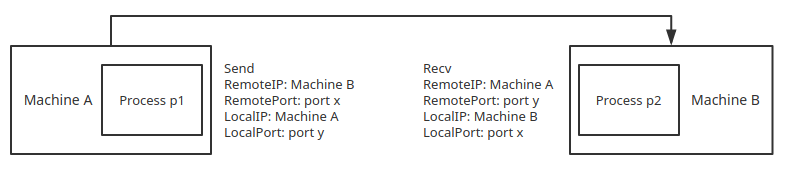 Machine A
Process p1
Send
RemoteIP: Machine B
RemotePort: port x
LocalIP: Machine A
LocalPort: port y
Recv
RemoteIP: Machine A
RemotePort: port y
LocalIP: Machine B
LocalPort: port x
Process p2
Machine B